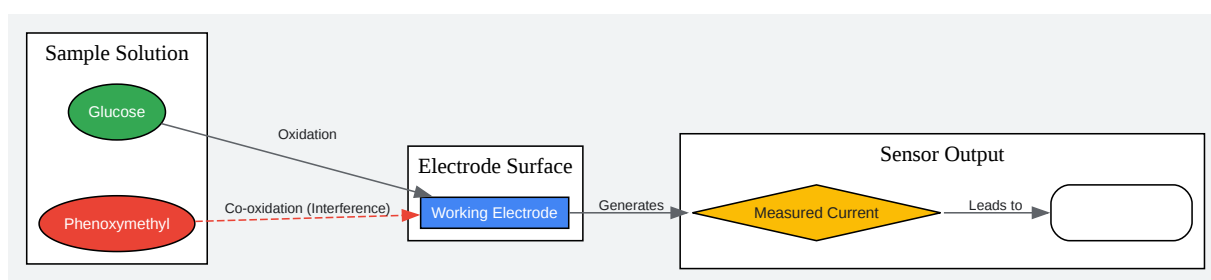 Sample Solution
Glucose
Phenoxymethyl
Oxidation
Co-oxidation (Interference)
Electrode Surface
Working Electrode
Generates
Sensor Output
Measured Current
Leads to